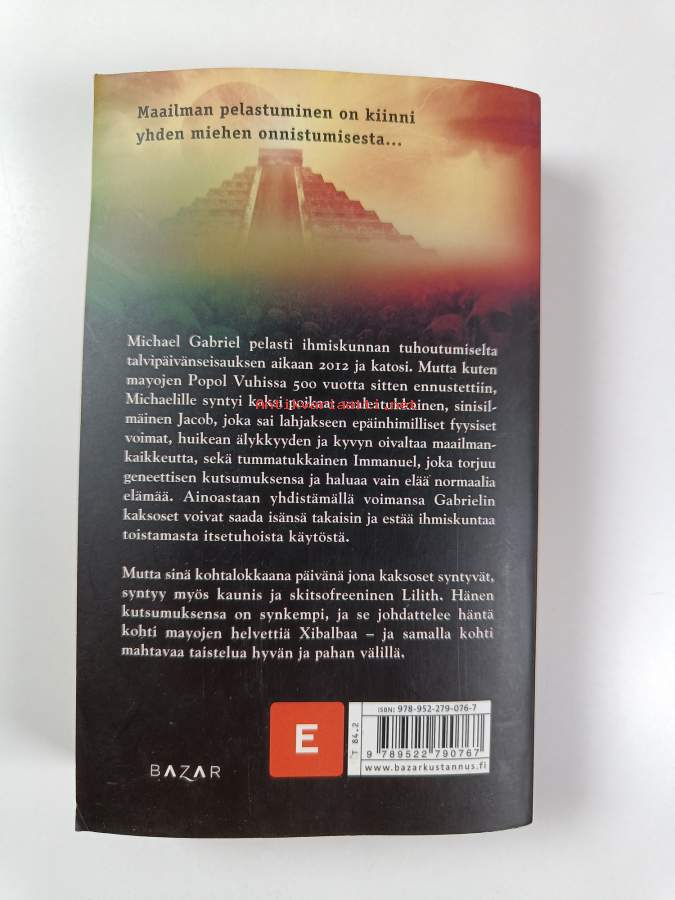 Maailman pelastuminen on kiinni
yhden miehen onnistumisesta...
Michael Gabriel pelasti ihmiskunnan tuhoutumiselta
talvipäivänseisauksen aikaan 2012 ja katosi. Mutta kuten
mayojen Popol Vuhissa 500 vuotta sitten ennustettiin,
Michaelille syntyi kaksi poikaa: vaaleatukkainen, sinisil-
mäinen Jacob, joka sai lahjakseen epäinhimilliset fyysiset
voimat, huikean älykkyyden ja kyvyn oivaltaa maailman-
kaikkeutta, sekä tummatukkainen Immanuel, joka torjuu
geneettisen kutsumuksensa ja haluaa vain elää normaalia
elämää. Ainoastaan yhdistämällä voimansa Gabrielin
kaksoset voivat saada isänsä takaisin ja estää ihmiskuntaa
toistamasta itsetuhoista käytöstä.
Mutta sinä kohtalokkaana päivänä jona kaksoset syntyvät,
syntyy myös kaunis ja skitsofreeninen Lilith. Hänen
kutsumuksensa on synkempi, ja se johdattelee häntä
kohti mayojen helvettiä Xibalbaa – ja samalla kohti
mahtavaa taistelua hyvän ja pahan välillä.
BAZAR
E
T 84.2
ISBN: 978-952-279-076-7
9 789522 790767
www.bazarkustannus.fi